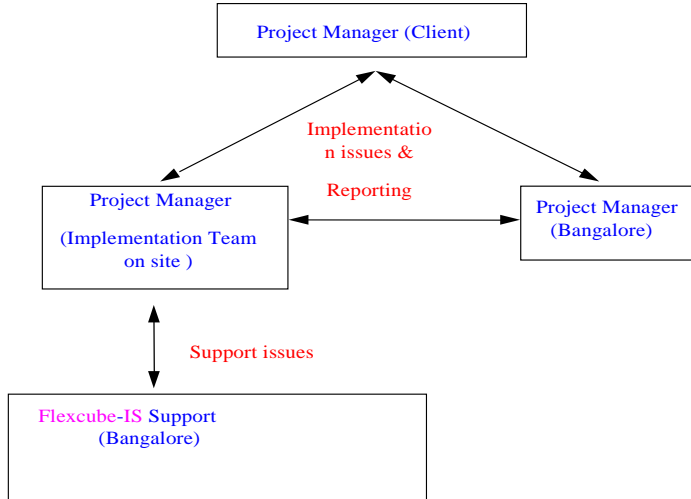 Project Manager (Client)
Implementatio
n issues &
Reporting
Project Manager
(Implementation Team
on site )
Project Manager
(Bangalore)
Support issues
Flexcube-IS Support
(Bangalore)